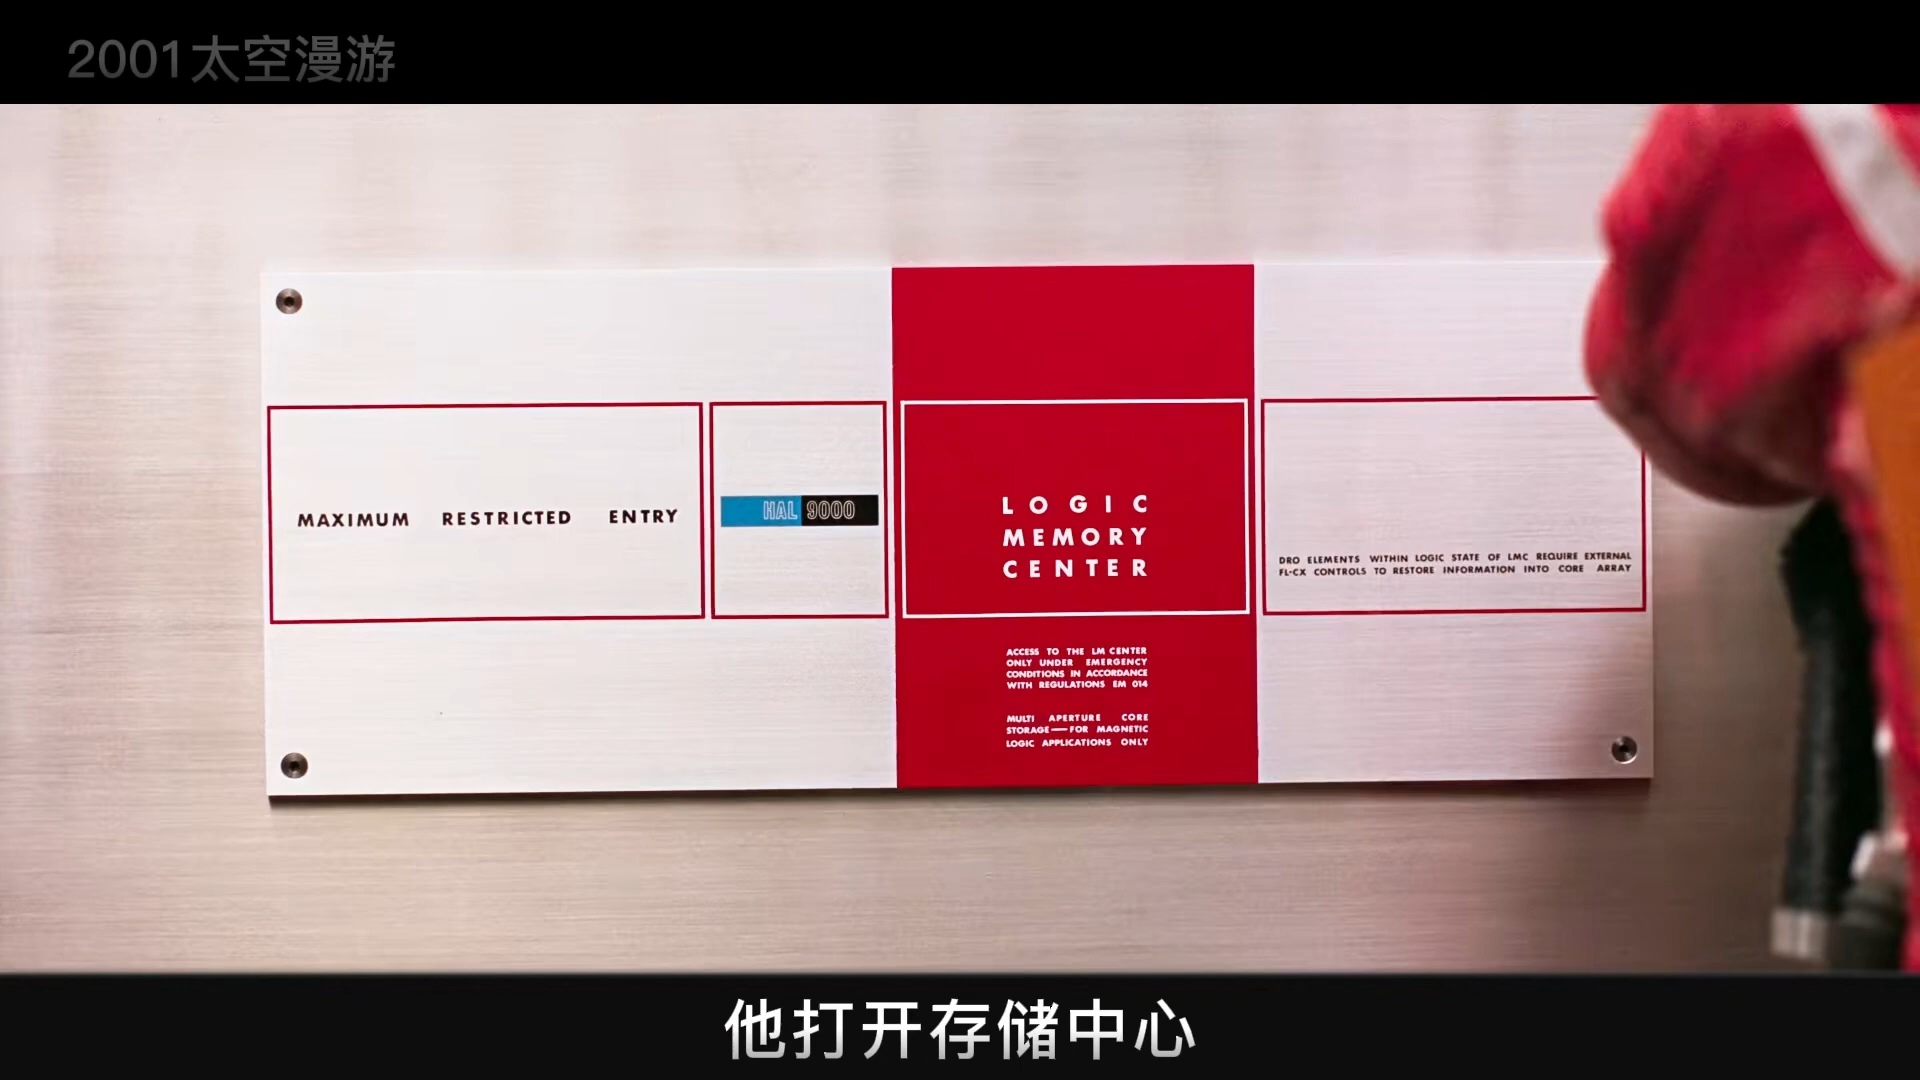 2001太空漫游
MAXIMUM RESTRICTED ENTRY
HAL 9000
LOGIC
MEMORY
CENTER
DRO ELEMENTS WITHIN LOGIC STATE OF LMC REQUIRE EXTERNAL
FL-CX CONTROLS TO RESTORE INFORMATION INTO CORE ARRAY
ACCESS TO THE LM CENTER
ONLY UNDER EMERGENCY
CONDITIONS IN ACCORDANCE
WITH REGULATIONS EM 014
MULTI APERTURE CORE
STORAGE—FOR MAGNETIC
LOGIC APPLICATIONS ONLY
他打开存储中心